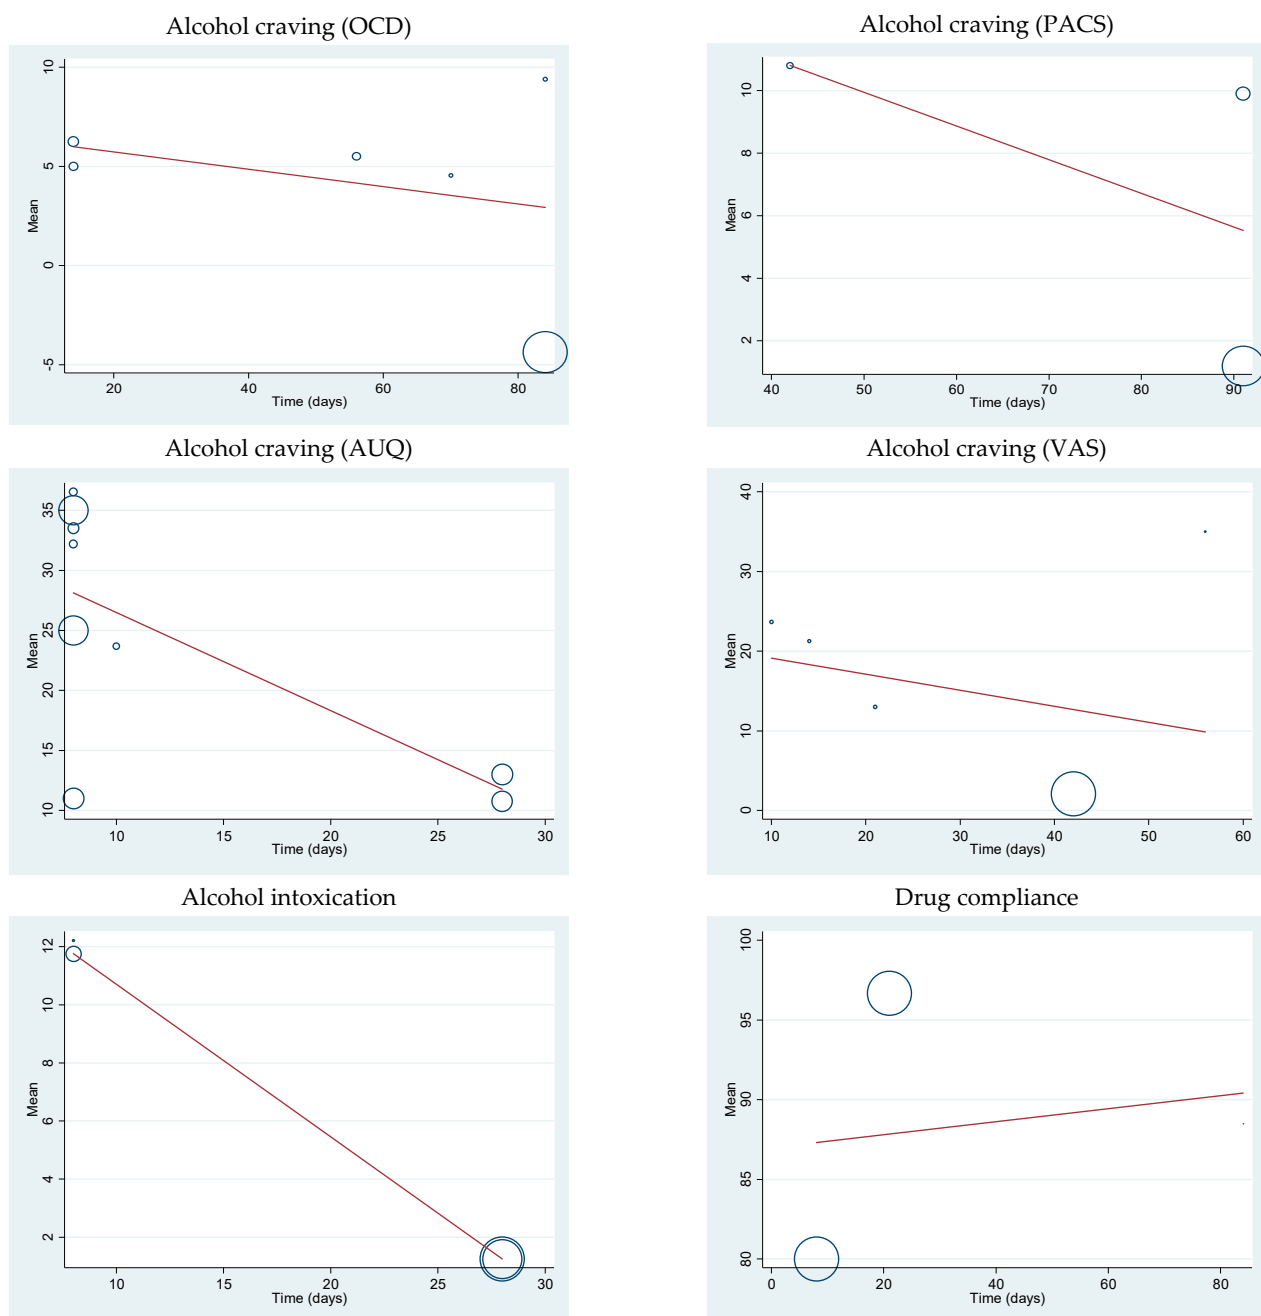 Alcohol craving (OCD)
10
5
0
-5
Mean
20 40 60 80
Time (days)
Alcohol craving (PACS)
10
8
6
4
2
Mean
40 50 60 70 80 90
Time (days)
Alcohol craving (AUQ)
35
30
25
20
15
10
Mean
10 15 20 25 30
Time (days)
Alcohol craving (VAS)
40
30
20
10
0
Mean
10 20 30 40 50 60
Time (days)
Alcohol intoxication
12
10
8
6
4
2
Mean
10 15 20 25 30
Time (days)
Drug compliance
100
95
90
85
80
Mean
0 20 40 60 80
Time (days)